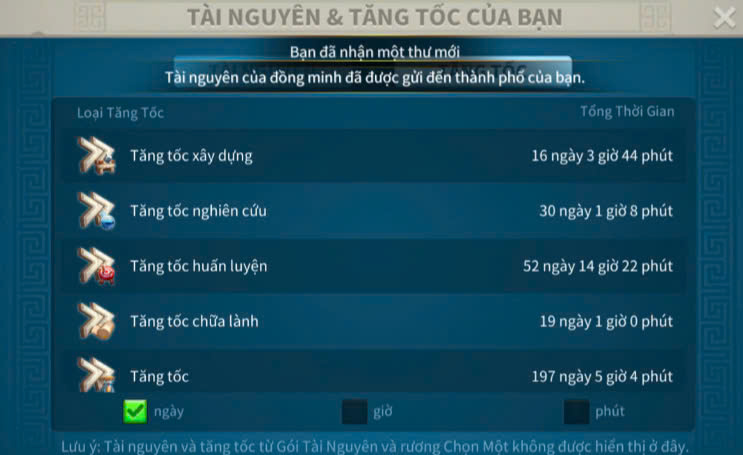 TÀI NGUYÊN & TĂNG TỐC CỦA BẠN
Bạn đã nhận một thư mới
Tài nguyên của đồng minh đã được gửi đến thành phố của bạn.
Loại Tăng Tốc Tổng Thời Gian
Tăng tốc xây dựng 16 ngày 3 giờ 44 phút
Tăng tốc nghiên cứu 30 ngày 1 giờ 8 phút
Tăng tốc huấn luyện 52 ngày 14 giờ 22 phút
Tăng tốc chữa lành 19 ngày 1 giờ 0 phút
Tăng tốc 197 ngày 5 giờ 4 phút
ngày giờ phút
Lưu ý: Tài nguyên và tăng tốc từ Gói Tài Nguyên và rương Chọn Một không được hiển thị ở đây.